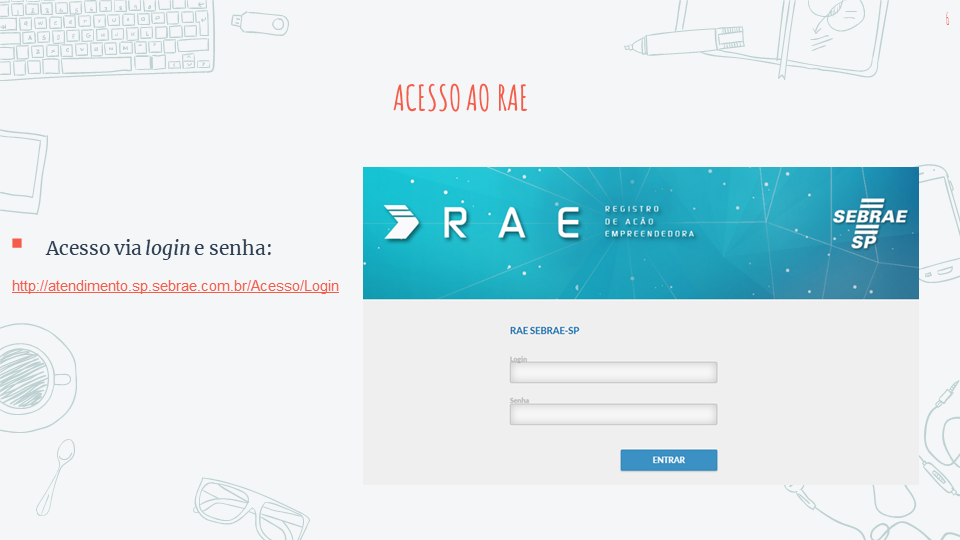 6
ACESSO AO RAE
Acesso via login e senha:
http://atendimento.sp.sebrae.com.br/Acesso/Login
RAE
REGISTRO
DE AÇÃO
EMPREENDEDORA
SEBRAE
SP
RAE SEBRAE-SP
Login
Senha
ENTRAR